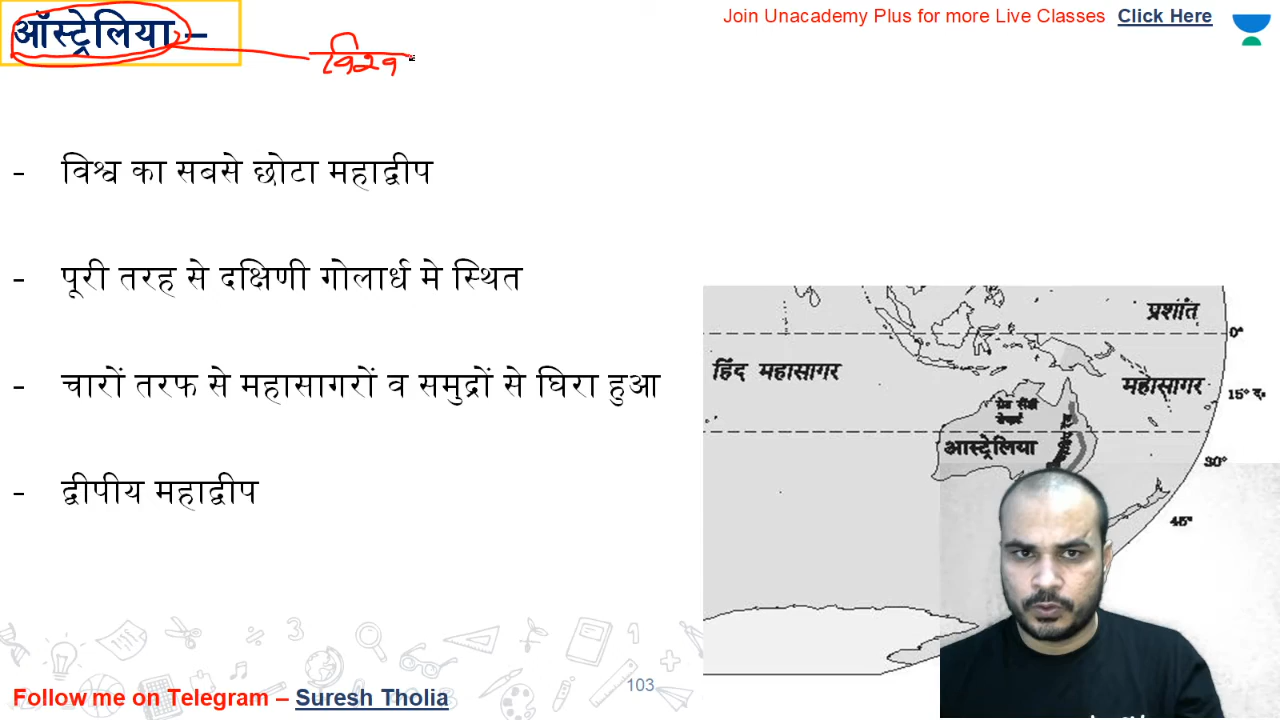 Join Unacademy Plus for more Live Classes Click Here
ऑस्ट्रेलिया –
- विश्व का सबसे छोटा महाद्वीप
- पूरी तरह से दक्षिणी गोलार्ध मे स्थित
- चारों तरफ से महासागरों व समुद्रों से घिरा हुआ
- द्वीपीय महाद्वीप
प्रशांत
0°
हिंद महासागर
महासागर
15° द॰
आस्ट्रेलिया
30°
45°
103
Follow me on Telegram – Suresh Tholia